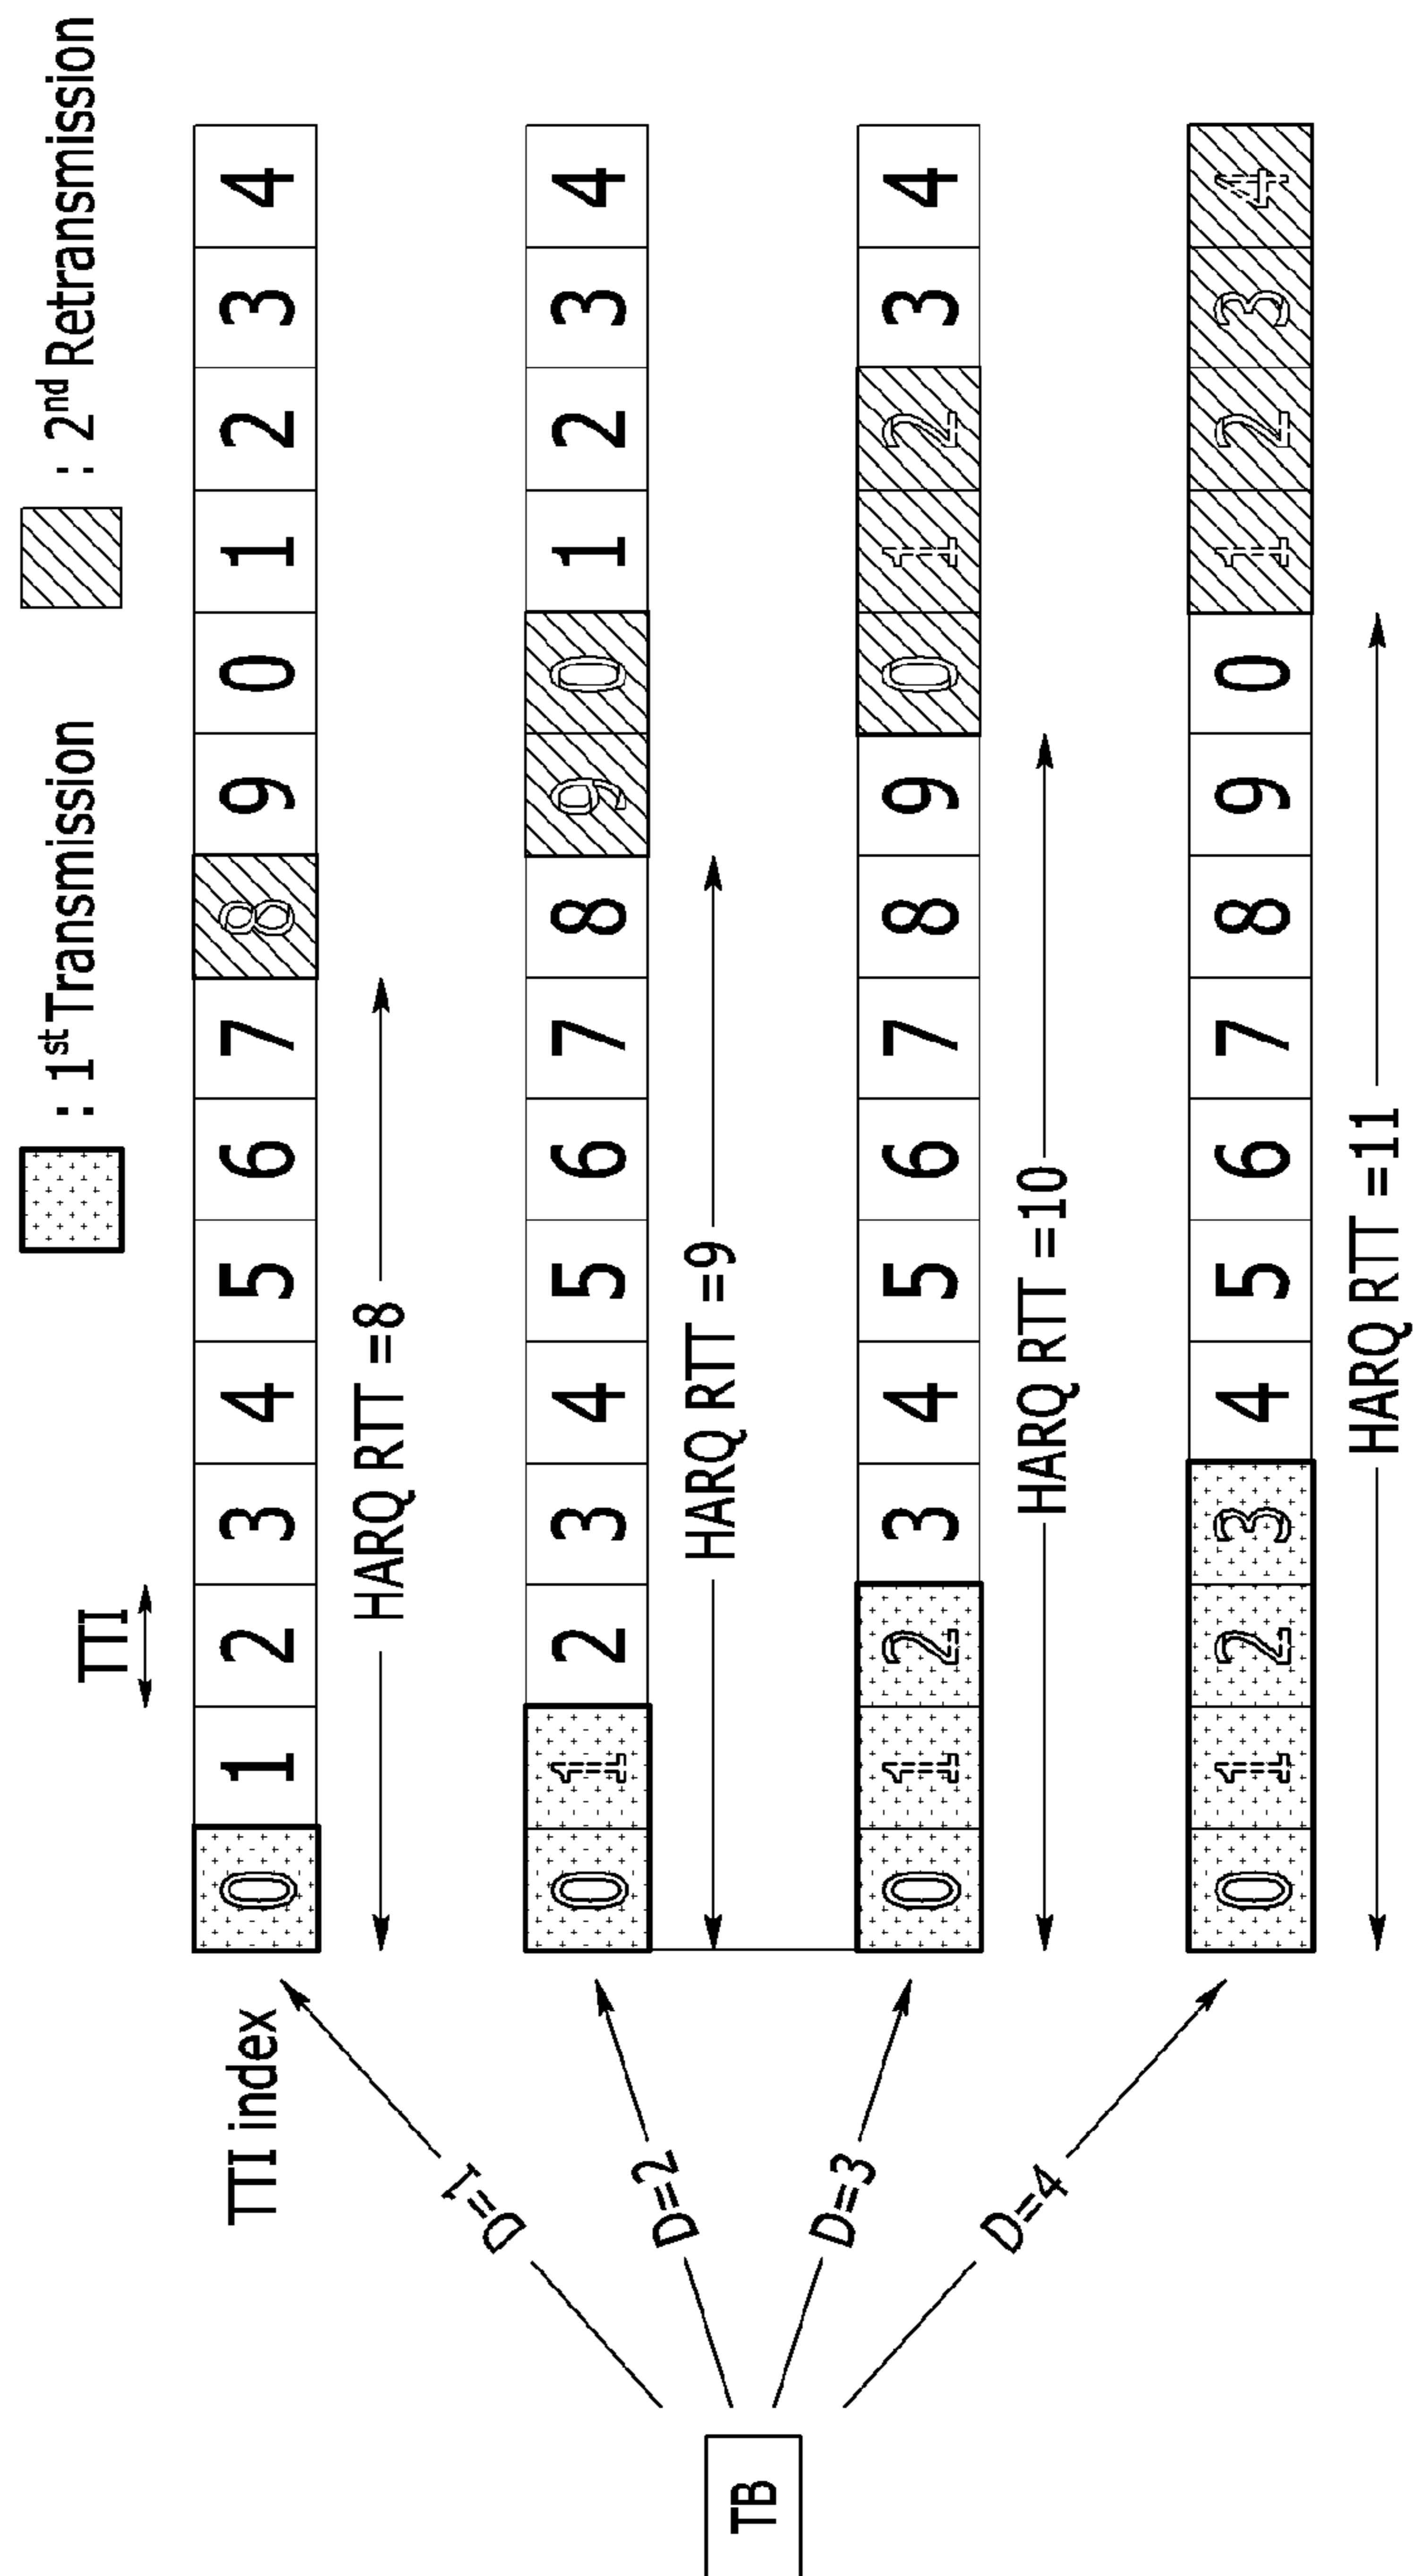 : 1st Transmission
: 2nd Retransmission
TTI
TTI index
0 1 2 3 4 5 6 7 8 9 0 1 2 3 4
HARQ RTT =8
D=1
0 1 2 3 4 5 6 7 8 9 0 1 2 3 4
HARQ RTT =9
D=2
TB
0 1 2 3 4 5 6 7 8 9 0 1 2 3 4
HARQ RTT =10
D=3
0 1 2 3 4 5 6 7 8 9 0 1 2 3 4
HARQ RTT =11
D=4